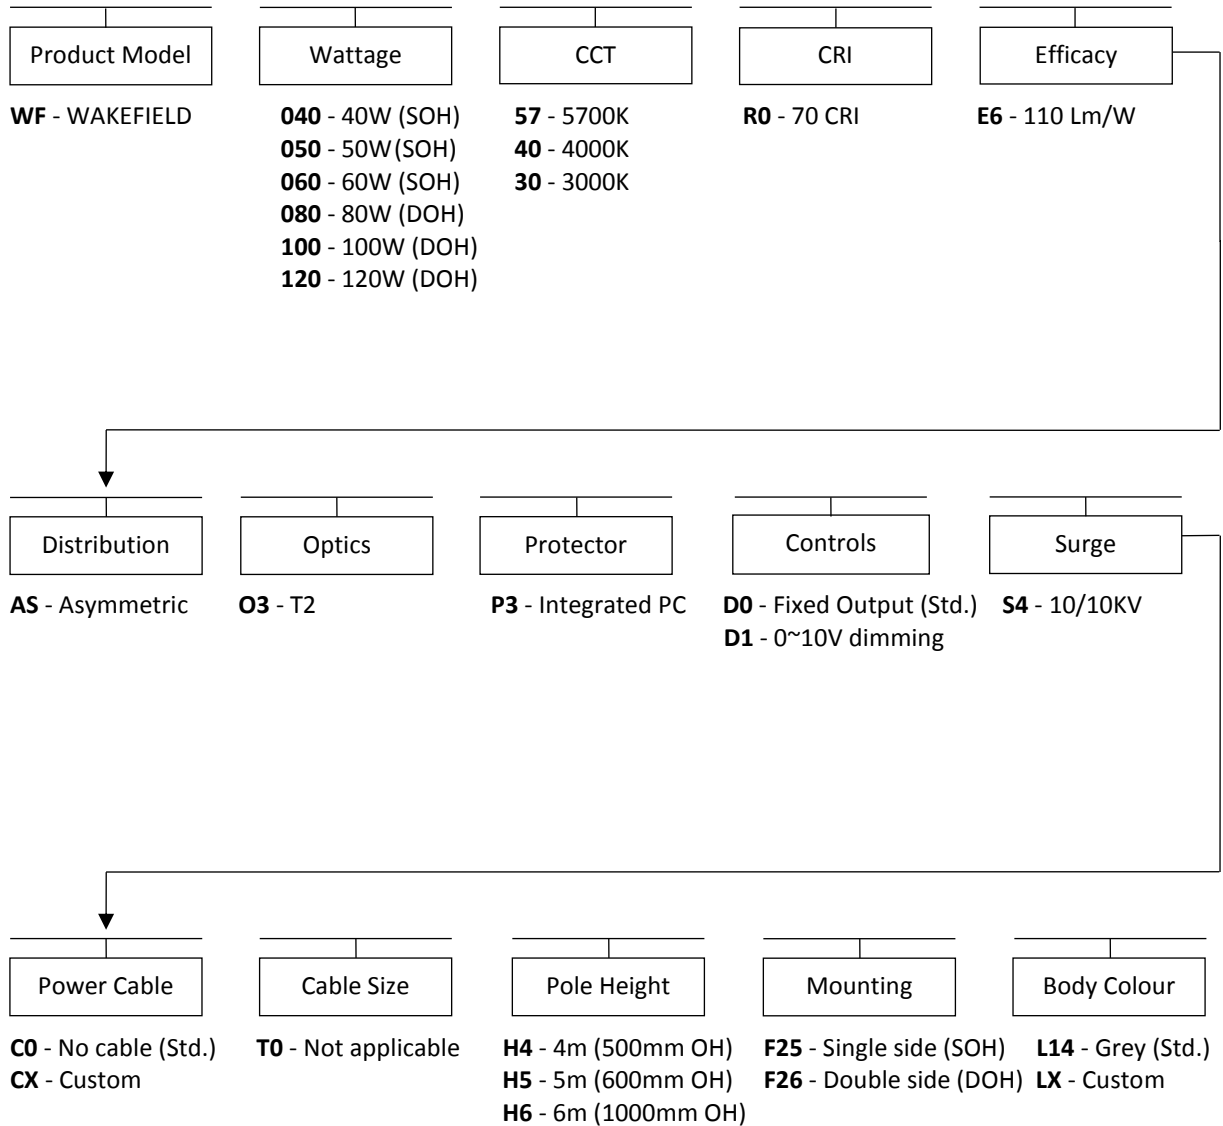 Product Model
Wattage
CCT
CRI
Efficacy
WF - WAKEFIELD
040 - 40W (SOH)
050 - 50W (SOH)
060 - 60W (SOH)
080 - 80W (DOH)
100 - 100W (DOH)
120 - 120W (DOH)
57 - 5700K
40 - 4000K
30 - 3000K
R0 - 70 CRI
E6 - 110 Lm/W
Distribution
Optics
Protector
Controls
Surge
AS - Asymmetric
O3 - T2
P3 - Integrated PC
D0 - Fixed Output (Std.)
D1 - 0~10V dimming
S4 - 10/10KV
Power Cable
Cable Size
Pole Height
Mounting
Body Colour
C0 - No cable (Std.)
CX - Custom
T0 - Not applicable
H4 - 4m (500mm OH)
H5 - 5m (600mm OH)
H6 - 6m (1000mm OH)
F25 - Single side (SOH)
F26 - Double side (DOH)
L14 - Grey (Std.)
LX - Custom